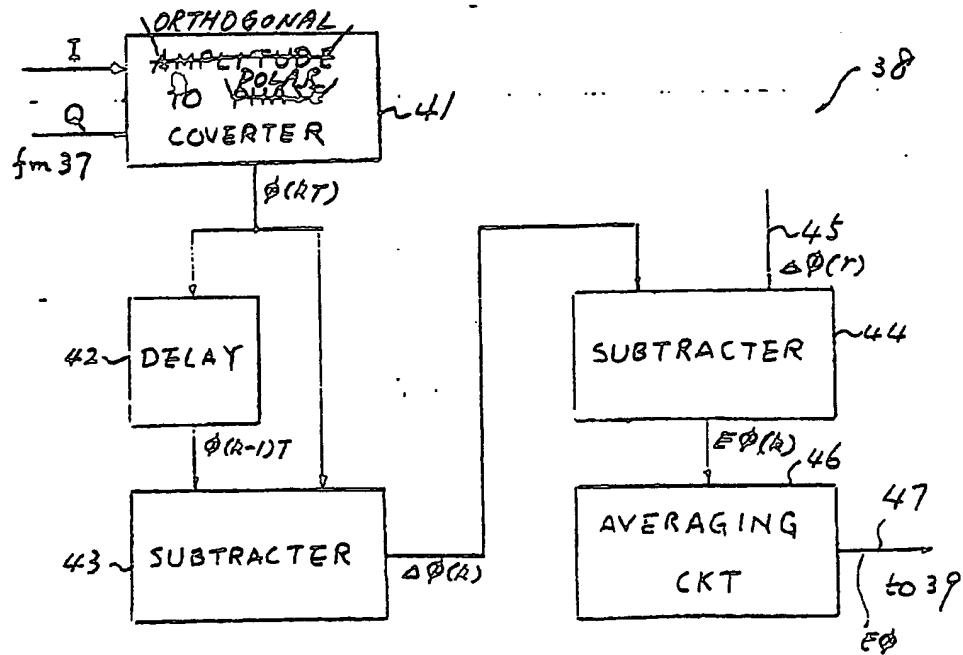 ORTHOGONAL
I
AMPLITUDE
38
TO POLAR
PHASE
41
Q
COVERTER
fm 37
φ(kT)
45
Δφ(r)
42
DELAY
SUBTRACTER
44
φ(k-1)T
Eφ(k)
46
43
SUBTRACTER
Δφ(k)
AVERAGING
CKT
47
to 39
Eφ